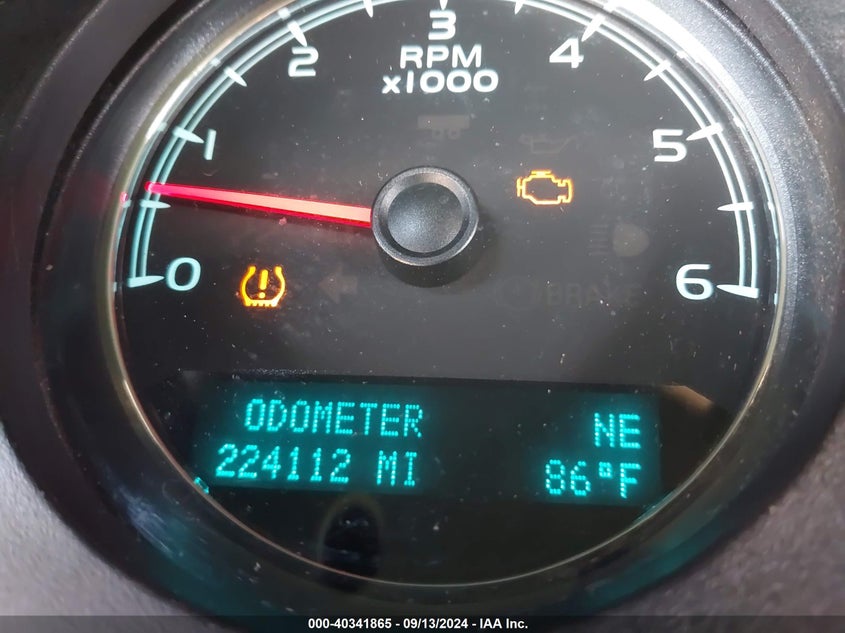 3
2 4
RPM
x1000
1 5
0 6
BRAKE
ODOMETER NE
224112 MI 86°F
000-40341865 - 09/13/2024 - IAA Inc.